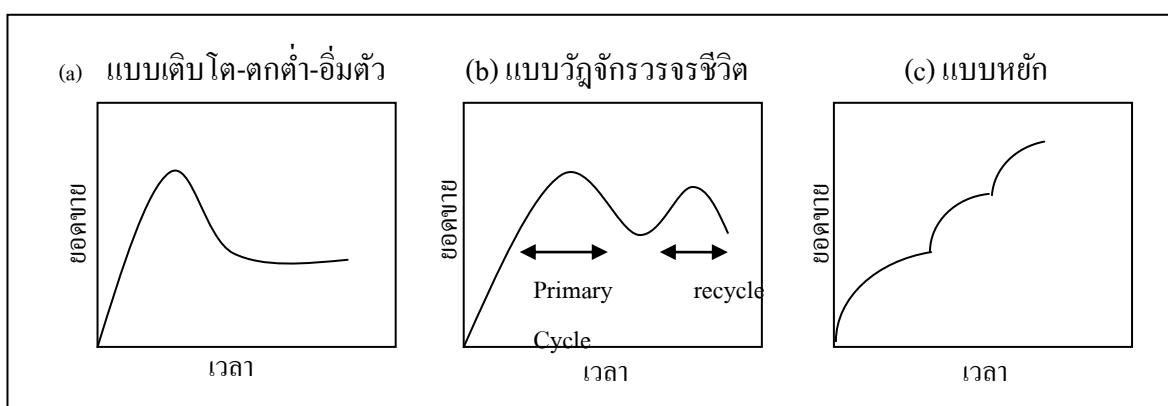 (a) แบบเติบโต-ตกต่ำ-อิ่มตัว
(b) แบบวัฎจักรวรจรชีวิต
(c) แบบหยัก
ยอดขาย
ยอดขาย
ยอดขาย
Primary
Cycle
recycle
เวลา
เวลา
เวลา